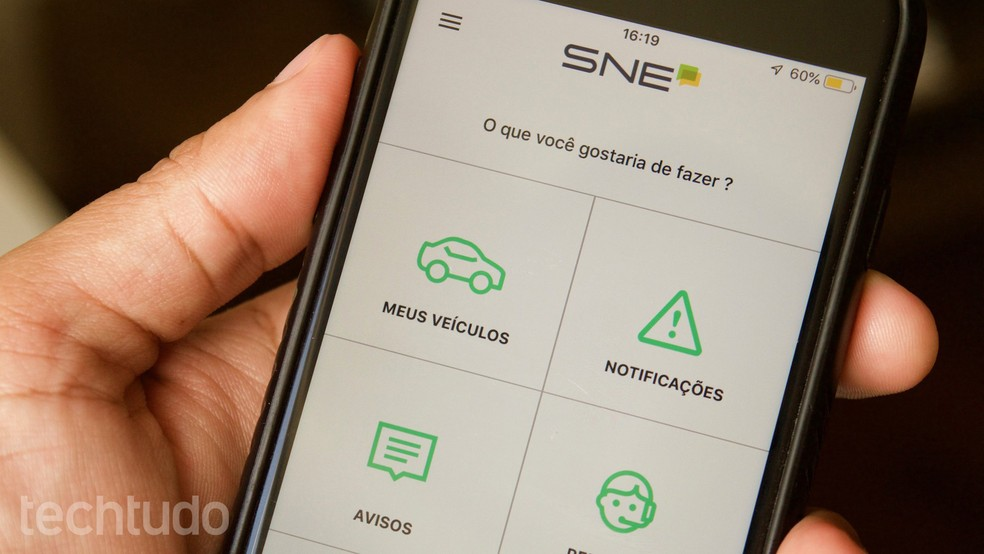 16:19
60%
SNE
O que você gostaria de fazer ?
MEUS VEÍCULOS
NOTIFICAÇÕES
AVISOS
techtudo